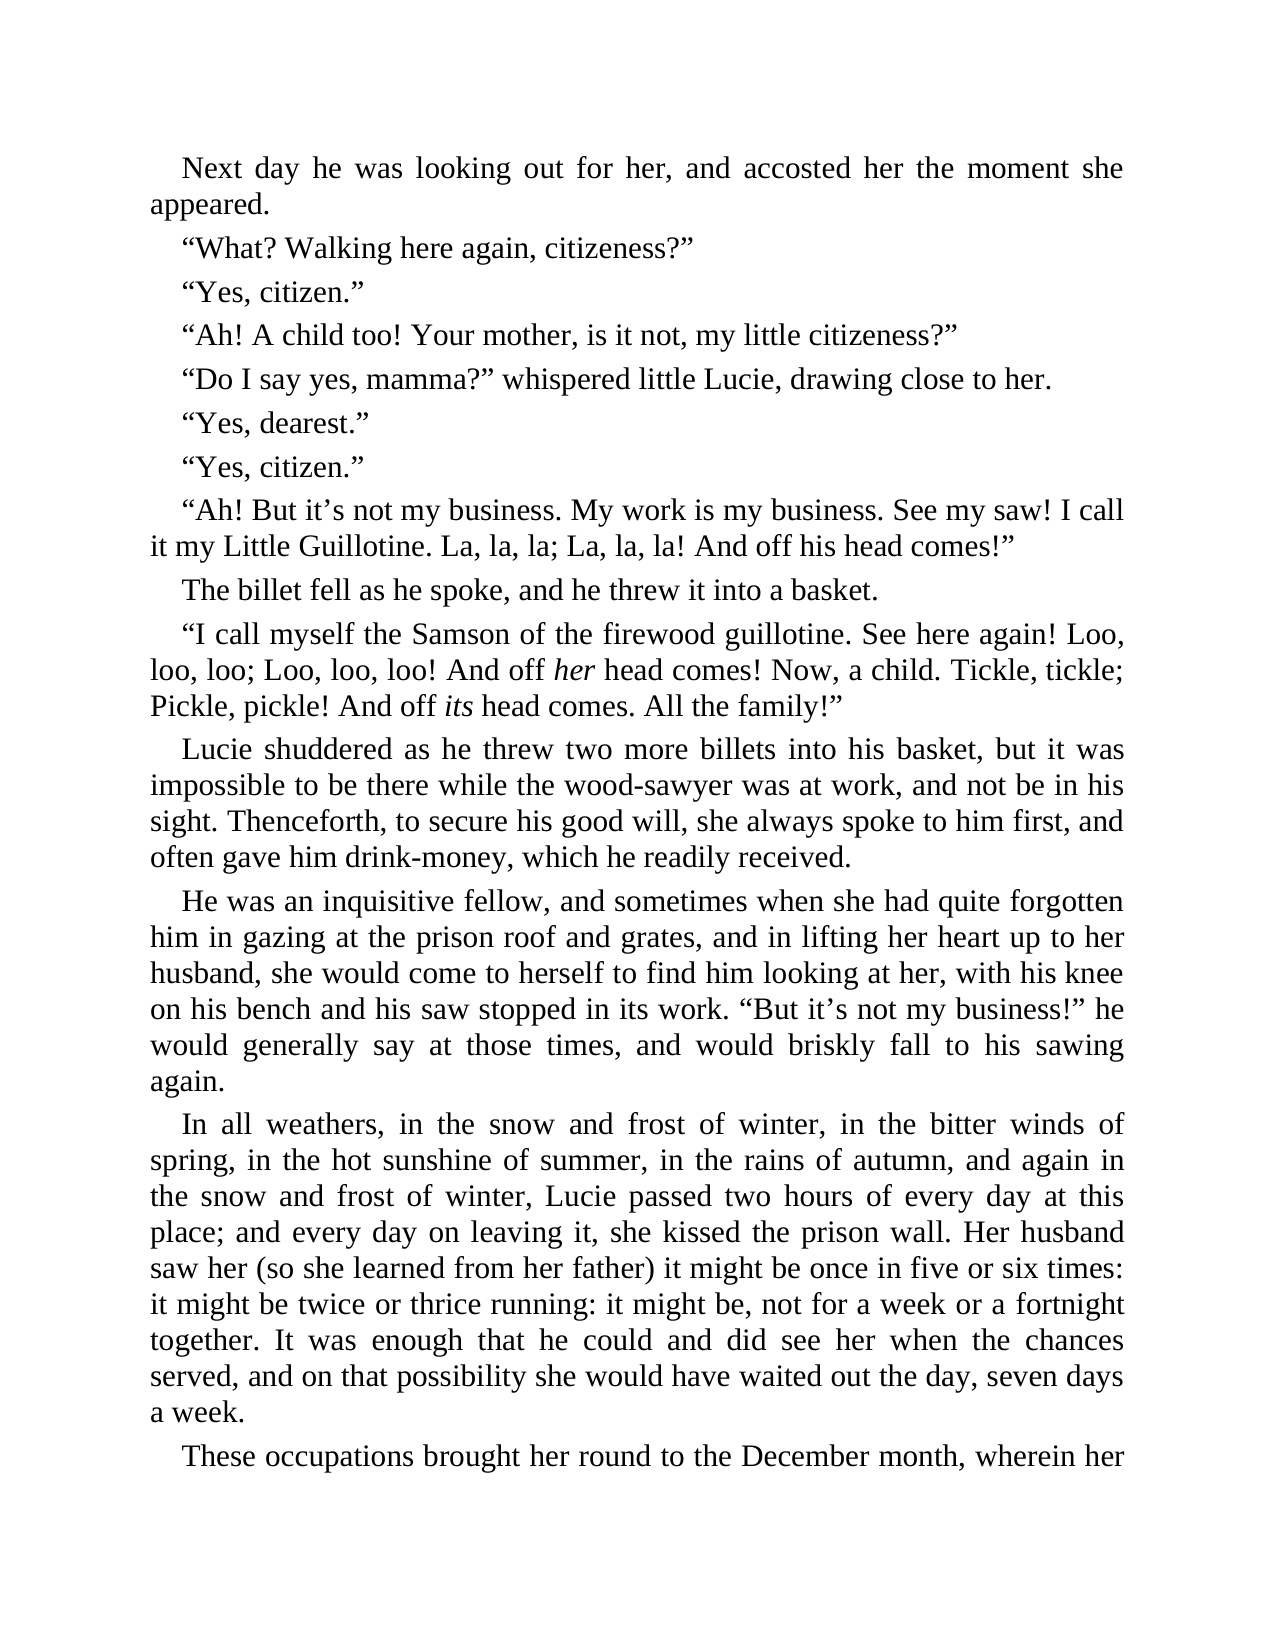 Next day he was looking out for her, and accosted her the moment she
appeared.
“What? Walking here again, citizeness?”
“Yes, citizen.”
“Ah! A child too! Your mother, is it not, my little citizeness?”
“Do I say yes, mamma?” whispered little Lucie, drawing close to her.
“Yes, dearest.”
“Yes, citizen.”
“Ah! But it’s not my business. My work is my business. See my saw! I call
it my Little Guillotine. La, la, la; La, la, la! And off his head comes!”
The billet fell as he spoke, and he threw it into a basket.
“I call myself the Samson of the firewood guillotine. See here again! Loo,
loo, loo; Loo, loo, loo! And off her head comes! Now, a child. Tickle, tickle;
Pickle, pickle! And off its head comes. All the family!”
Lucie shuddered as he threw two more billets into his basket, but it was
impossible to be there while the wood-sawyer was at work, and not be in his
sight. Thenceforth, to secure his good will, she always spoke to him first, and
often gave him drink-money, which he readily received.
He was an inquisitive fellow, and sometimes when she had quite forgotten
him in gazing at the prison roof and grates, and in lifting her heart up to her
husband, she would come to herself to find him looking at her, with his knee
on his bench and his saw stopped in its work. “But it’s not my business!” he
would generally say at those times, and would briskly fall to his sawing
again.
In all weathers, in the snow and frost of winter, in the bitter winds of
spring, in the hot sunshine of summer, in the rains of autumn, and again in
the snow and frost of winter, Lucie passed two hours of every day at this
place; and every day on leaving it, she kissed the prison wall. Her husband
saw her (so she learned from her father) it might be once in five or six times:
it might be twice or thrice running: it might be, not for a week or a fortnight
together. It was enough that he could and did see her when the chances
served, and on that possibility she would have waited out the day, seven days
a week.
These occupations brought her round to the December month, wherein her